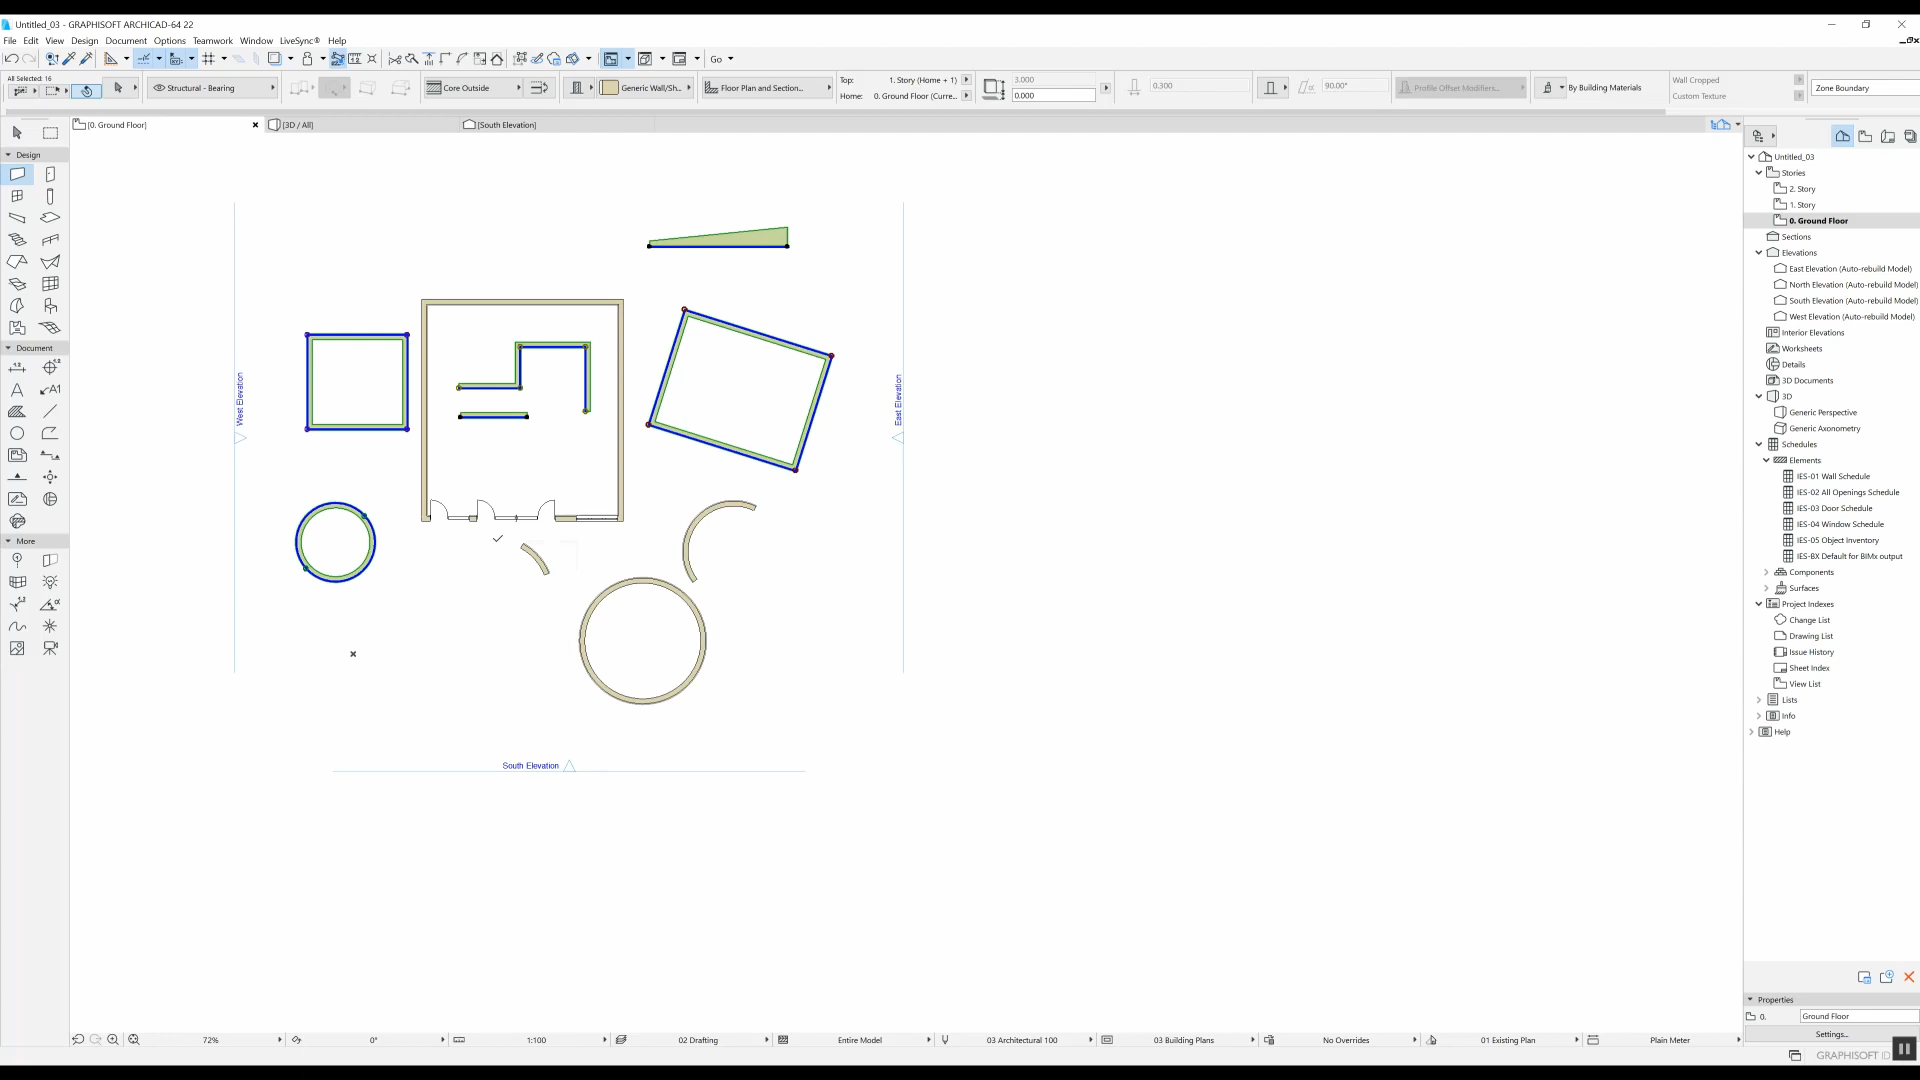 Untitled_03 - GRAPHISOFT ARCHICAD-64 22
File Edit View Design Document Options Teamwork Window LiveSync® Help
Go
All Selected: 16
Structural - Bearing
Core Outside
Generic Wall/Sh...
Floor Plan and Section...
Top: 1. Story (Home + 1)
Home: 0. Ground Floor (Curre...
3.000
0.000
0.300
90.00°
Profile Offset Modifiers...
By Building Materials
Wall Cropped
Custom Texture
Zone Boundary
[0. Ground Floor]
[3D / All]
[South Elevation]
Design
Document
More
West Elevation
East Elevation
South Elevation
Untitled_03
Stories
2. Story
1. Story
0. Ground Floor
Sections
Elevations
East Elevation (Auto-rebuild Model)
North Elevation (Auto-rebuild Model)
South Elevation (Auto-rebuild Model)
West Elevation (Auto-rebuild Model)
Interior Elevations
Worksheets
Details
3D Documents
3D
Generic Perspective
Generic Axonometry
Schedules
Elements
IES-01 Wall Schedule
IES-02 All Openings Schedule
IES-03 Door Schedule
IES-04 Window Schedule
IES-05 Object Inventory
IES-BX Default for BIMx output
Components
Surfaces
Project Indexes
Change List
Drawing List
Issue History
Sheet Index
View List
Lists
Info
Help
Properties
0. Ground Floor
Settings...
72%
0°
1:100
02 Drafting
Entire Model
03 Architectural 100
03 Building Plans
No Overrides
01 Existing Plan
Plain Meter
GRAPHISOFT ID